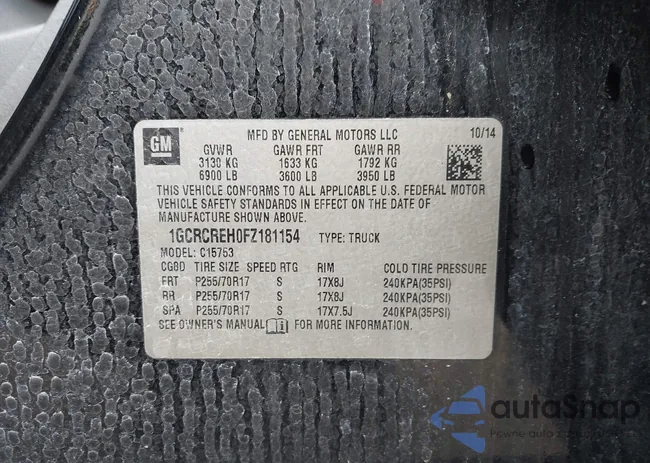 GM
MFD BY GENERAL MOTORS LLC 10/14
GVWR GAWR FRT GAWR RR
3130 KG 1633 KG 1792 KG
6900 LB 3600 LB 3950 LB
THIS VEHICLE CONFORMS TO ALL APPLICABLE U.S. FEDERAL MOTOR
VEHICLE SAFETY STANDARDS IN EFFECT ON THE DATE OF
MANUFACTURE SHOWN ABOVE.
1GCRCREH0FZ181154 TYPE: TRUCK
MODEL: C15753
CGBD TIRE SIZE SPEED RTG RIM COLD TIRE PRESSURE
FRT P255/70R17 S 17X8J 240KPA(35PSI)
RR P255/70R17 S 17X8J 240KPA(35PSI)
SPA P255/70R17 S 17X7.5J 240KPA(35PSI)
SEE OWNER'S MANUAL FOR MORE INFORMATION.
autoSnap
Pewne auto z